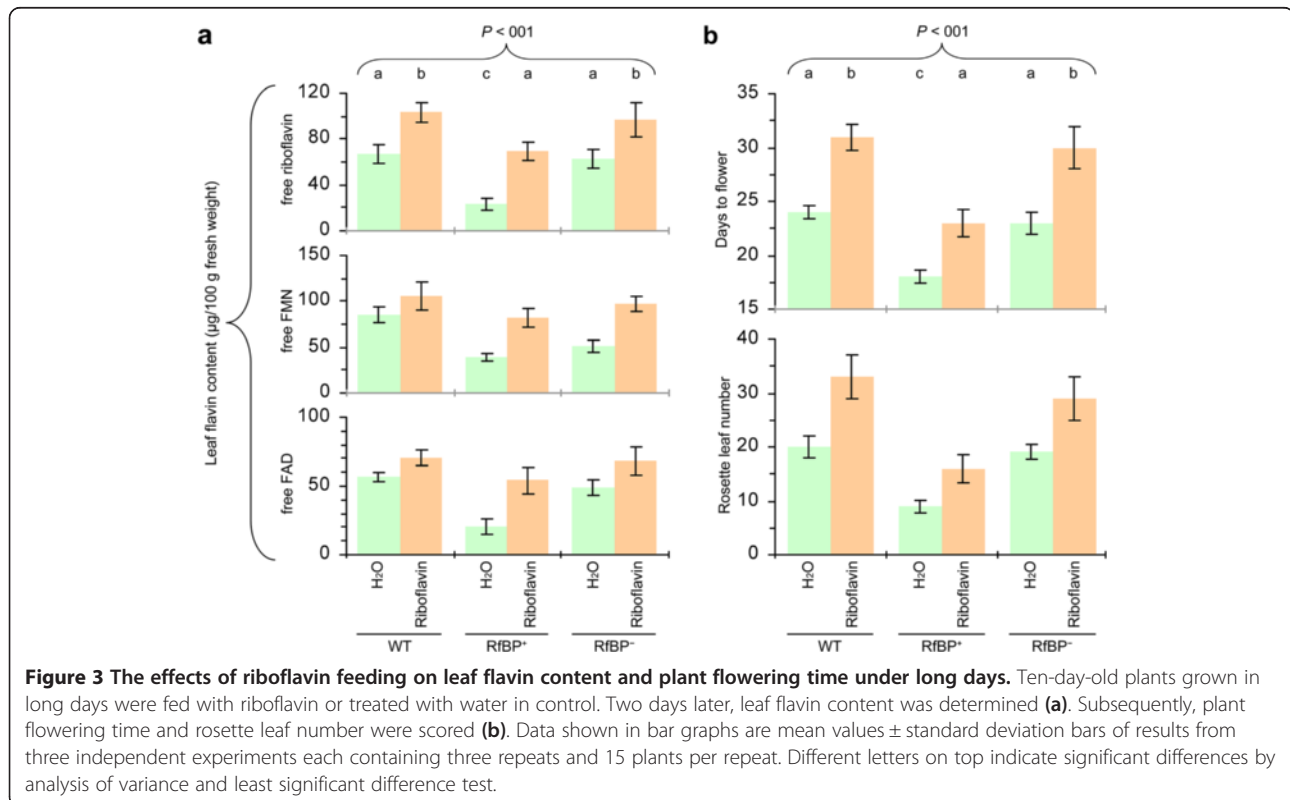 a
P < 001
a b c a a b
Leaf flavin content (µg/100 g fresh weight)
free riboflavin
120
80
40
0
free FMN
150
100
50
0
free FAD
100
50
0
H₂O
Riboflavin
H₂O
Riboflavin
H₂O
Riboflavin
WT
RfBP⁺
RfBP⁻
b
P < 001
a b c a a b
Days to flower
35
30
25
20
15
Rosette leaf number
40
30
20
10
0
H₂O
Riboflavin
H₂O
Riboflavin
H₂O
Riboflavin
WT
RfBP⁺
RfBP⁻
Figure 3 The effects of riboflavin feeding on leaf flavin content and plant flowering time under long days. Ten-day-old plants grown in
long days were fed with riboflavin or treated with water in control. Two days later, leaf flavin content was determined (a). Subsequently, plant
flowering time and rosette leaf number were scored (b). Data shown in bar graphs are mean values ± standard deviation bars of results from
three independent experiments each containing three repeats and 15 plants per repeat. Different letters on top indicate significant differences by
analysis of variance and least significant difference test.